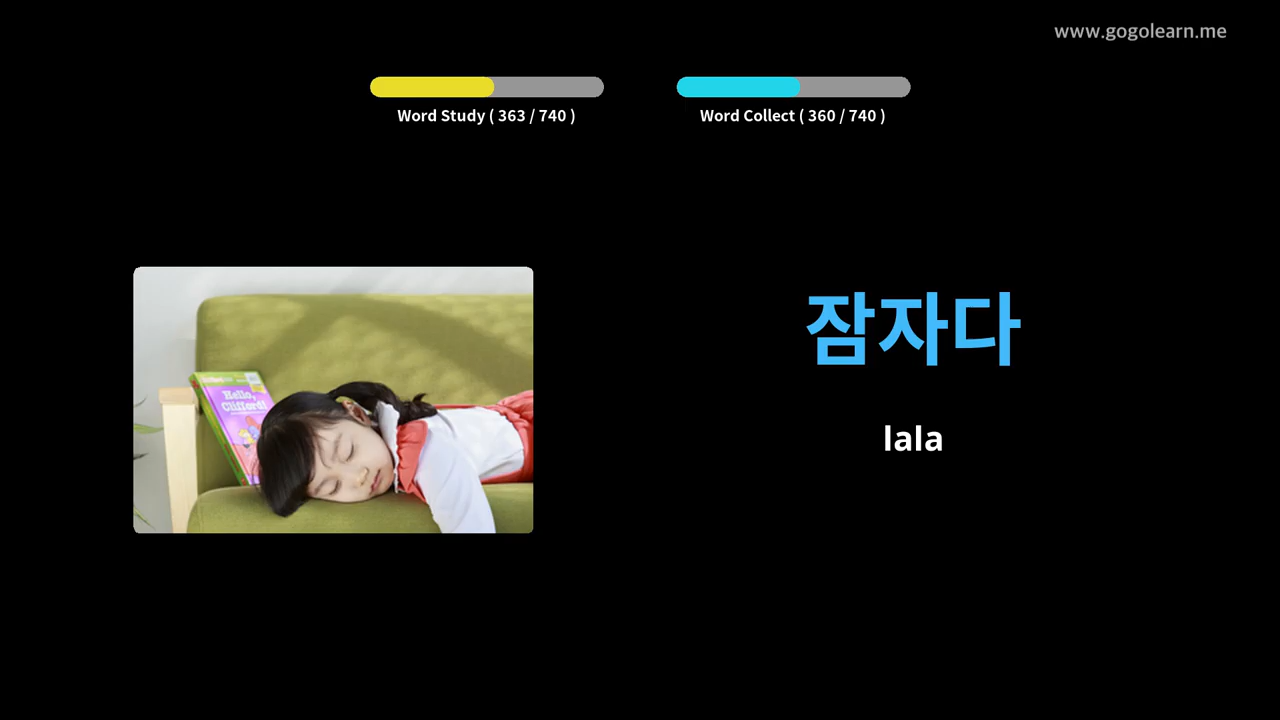 www.gogolearn.me
Word Study ( 363 / 740 )
Word Collect ( 360 / 740 )
잠자다
lala
Hello,
Clifford!